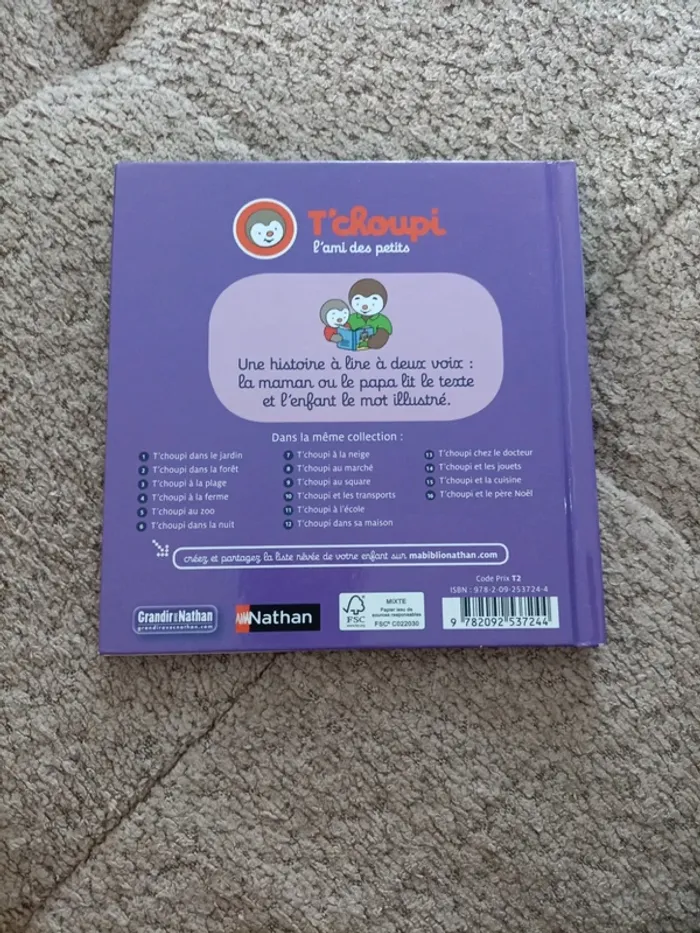 T'choupi
l'ami des petits
Une histoire à lire à deux voix :
la maman ou le papa lit le texte
et l'enfant le mot illustré.
Dans la même collection :
1 T'choupi dans le jardin
2 T'choupi dans la forêt
3 T'choupi à la plage
4 T'choupi à la ferme
5 T'choupi au zoo
6 T'choupi dans la nuit
7 T'choupi à la neige
8 T'choupi au marché
9 T'choupi au square
10 T'choupi et les transports
11 T'choupi à l'école
12 T'choupi dans sa maison
13 T'choupi chez le docteur
14 T'choupi et les jouets
15 T'choupi et la cuisine
16 T'choupi et le père Noël
créez et partagez la liste rêvée de votre enfant sur mabiblionathan.com
Code Prix T2
ISBN : 978-2-09-253724-4
9 782092 537244
Grandir avec Nathan
grandiravecnathan.com
Nathan
FSC
MIXTE
Papier issu de
sources responsables
FSC® C022030